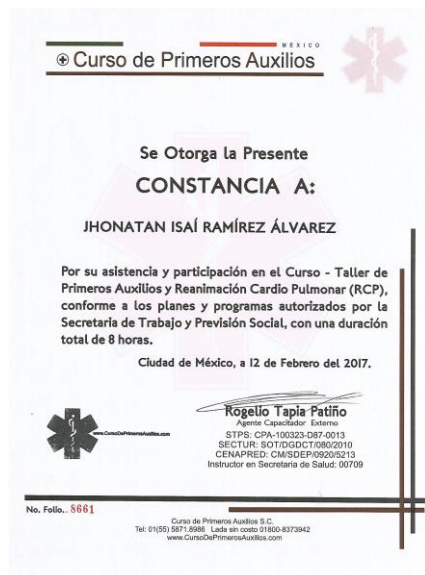 MÉXICO
Curso de Primeros Auxilios
Se Otorga la Presente
CONSTANCIA A:
JHONATAN ISAÍ RAMÍREZ ÁLVAREZ
Por su asistencia y participación en el Curso - Taller de
Primeros Auxilios y Reanimación Cardio Pulmonar (RCP),
conforme a los planes y programas autorizados por la
Secretaria de Trabajo y Previsión Social, con una duración
total de 8 horas.
Ciudad de México, a 12 de Febrero del 2017.
Rogelio Tapia Patiño
Agente Capacitador Externo
www.CursoDePrimerosAuxilios.com
STPS: CPA-100323-D87-0013
SECTUR: SOT/DGDCT/080/2010
CENAPRED: CM/SDEP/0920/5213
Instructor en Secretaria de Salud: 00709
No. Folio.. 8661
Curso de Primeros Auxilios S.C.
Tel: 01(55) 5871.8986 Lada sin costo 01800-8373942
www.CursoDePrimerosAuxilios.com